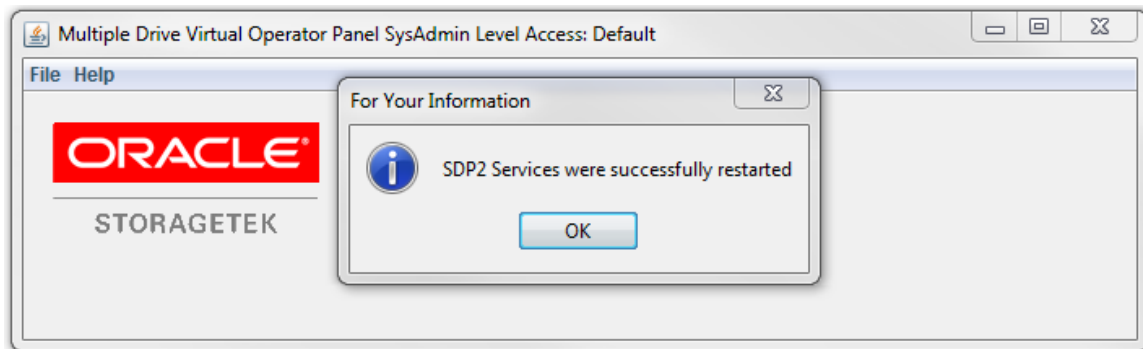 Multiple Drive Virtual Operator Panel SysAdmin Level Access: Default
File Help
For Your Information
ORACLE®
SDP2 Services were successfully restarted
STORAGETEK
OK